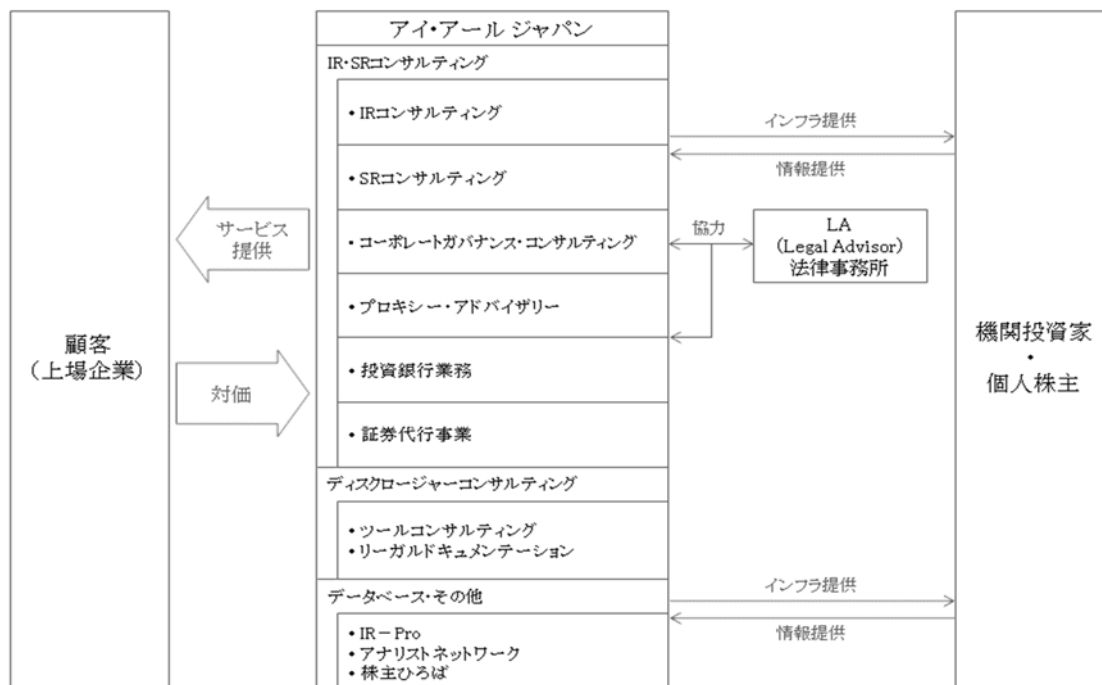 アイ・アール ジャパン
IR・SRコンサルティング
・IRコンサルティング
・SRコンサルティング
・コーポレートガバナンス・コンサルティング
・プロキシー・アドバイザリー
・投資銀行業務
・証券代行事業
ディスクロージャーコンサルティング
・ツールコンサルティング
・リーガルドキュメンテーション
データベース・その他
・IR－Pro
・アナリストネットワーク
・株主ひろば
顧客
（上場企業）
サービス
提供
対価
インフラ提供
情報提供
協力
LA
(Legal Advisor)
法律事務所
インフラ提供
情報提供
機関投資家
・
個人株主